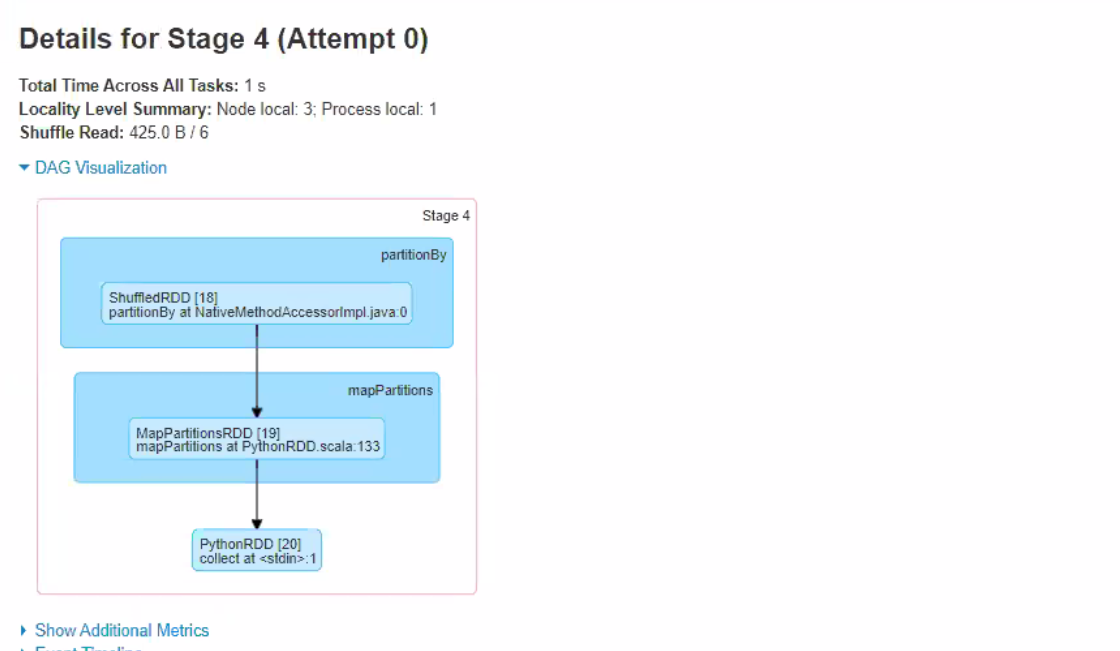 Details for Stage 4 (Attempt 0)
Total Time Across All Tasks: 1 s
Locality Level Summary: Node local: 3; Process local: 1
Shuffle Read: 425.0 B / 6
DAG Visualization
Stage 4
partitionBy
ShuffledRDD [18]
partitionBy at NativeMethodAccessorImpl.java:0
mapPartitions
MapPartitionsRDD [19]
mapPartitions at PythonRDD.scala:133
PythonRDD [20]
collect at <stdin>:1
Show Additional Metrics
Event Timeline